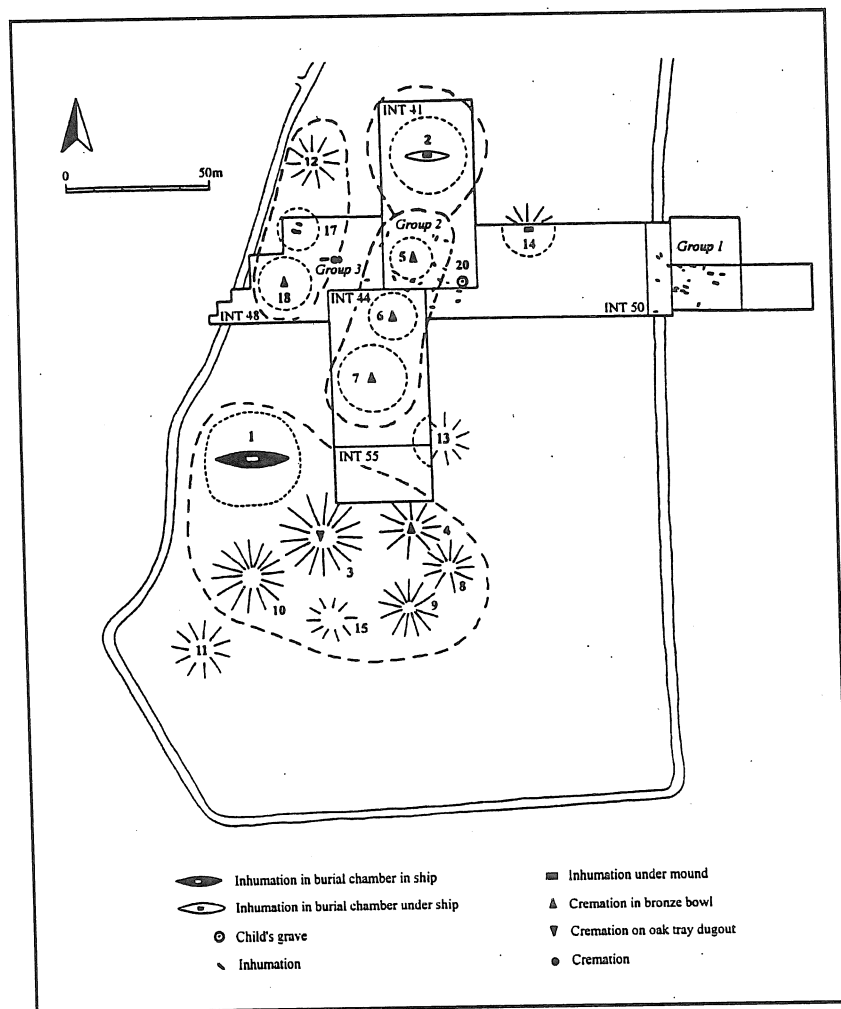 INT 41
2
12
0
50m
17
Group 2
14
Group 1
5
20
Group 3
18
INT 44
6
INT 48
INT 50
7
1
13
INT 55
4
3
8
10
9
15
11
Inhumation in burial chamber in ship
Inhumation in burial chamber under ship
Child's grave
Inhumation
Inhumation under mound
Cremation in bronze bowl
Cremation on oak tray dugout
Cremation